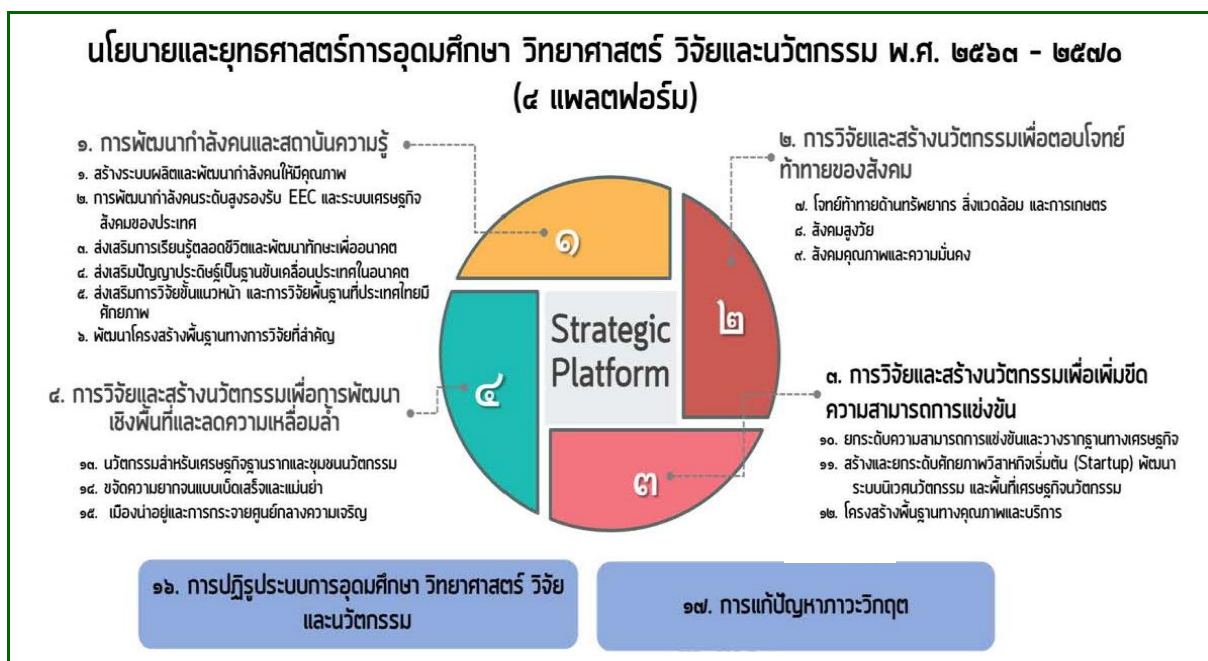 นโยบายและยุทธศาสตร์การอุดมศึกษา วิทยาศาสตร์ วิจัยและนวัตกรรม พ.ศ. ๒๕๖๓ - ๒๕๗๐
(๔ แพลตฟอร์ม)
๑. การพัฒนากำลังคนและสถาบันความรู้
๑. สร้างระบบผลิตและพัฒนากำลังคนให้มีคุณภาพ
๒. การพัฒนากำลังคนระดับสูงรองรับ EEC และระบบเศรษฐกิจ
สังคมของประเทศ
๓. ส่งเสริมการเรียนรู้ตลอดชีวิตและพัฒนาทักษะเพื่ออนาคต
๔. ส่งเสริมปัญญาประดิษฐ์เป็นฐานขับเคลื่อนประเทศในอนาคต
๕. ส่งเสริมการวิจัยขั้นแนวหน้า และการวิจัยพื้นฐานที่ประเทศไทยมี
ศักยภาพ
๖. พัฒนาโครงสร้างพื้นฐานทางการวิจัยที่สำคัญ
๒. การวิจัยและสร้างนวัตกรรมเพื่อตอบโจทย์
ท้าทายของสังคม
๗. โจทย์ท้าทายด้านทรัพยากร สิ่งแวดล้อม และการเกษตร
๘. สังคมสูงวัย
๙. สังคมคุณภาพและความมั่นคง
๑
๒
Strategic
Platform
๔
๓
๓. การวิจัยและสร้างนวัตกรรมเพื่อเพิ่มขีด
ความสามารถการแข่งขัน
๑๐. ยกระดับความสามารถการแข่งขันและวางรากฐานทางเศรษฐกิจ
๑๑. สร้างและยกระดับศักยภาพวิสาหกิจเริ่มต้น (Startup) พัฒนา
ระบบนิเวศนวัตกรรม และพื้นที่เศรษฐกิจนวัตกรรม
๑๒. โครงสร้างพื้นฐานทางคุณภาพและบริการ
๔. การวิจัยและสร้างนวัตกรรมเพื่อการพัฒนา
เชิงพื้นที่และลดความเหลื่อมล้ำ
๑๓. นวัตกรรมสำหรับเศรษฐกิจฐานรากและชุมชนนวัตกรรม
๑๔. ขจัดความยากจนแบบเบ็ดเสร็จและแม่นยำ
๑๕. เมืองน่าอยู่และการกระจายศูนย์กลางความเจริญ
๑๖. การปฏิรูประบบการอุดมศึกษา วิทยาศาสตร์ วิจัย
และนวัตกรรม
๑๗. การแก้ปัญหาภาวะวิกฤต